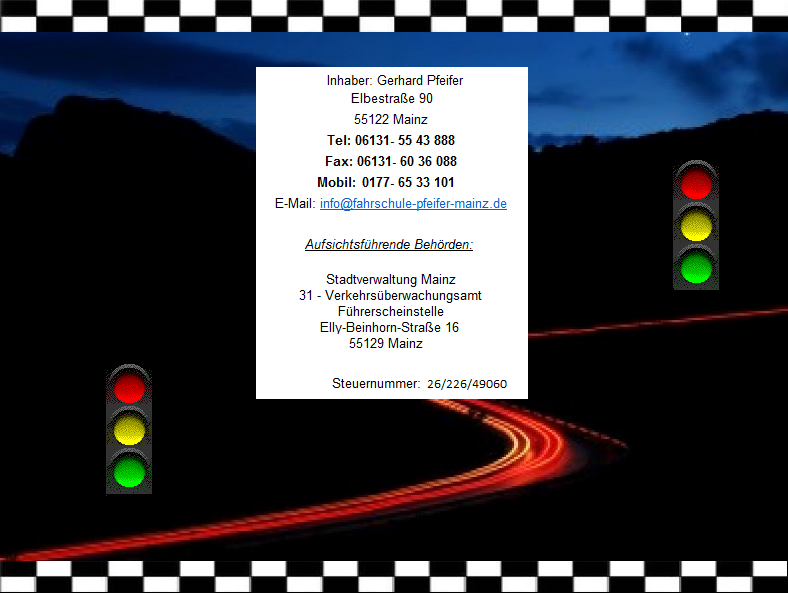 Inhaber: Gerhard Pfeifer
Elbestraße 90
55122 Mainz
Tel: 06131- 55 43 888
Fax: 06131- 60 36 088
Mobil: 0177- 65 33 101
E-Mail: info@fahrschule-pfeifer-mainz.de
Aufsichtsführende Behörden:
Stadtverwaltung Mainz
31 - Verkehrsüberwachungsamt
Führerscheinstelle
Elly-Beinhorn-Straße 16
55129 Mainz
Steuernummer: 26/226/49060